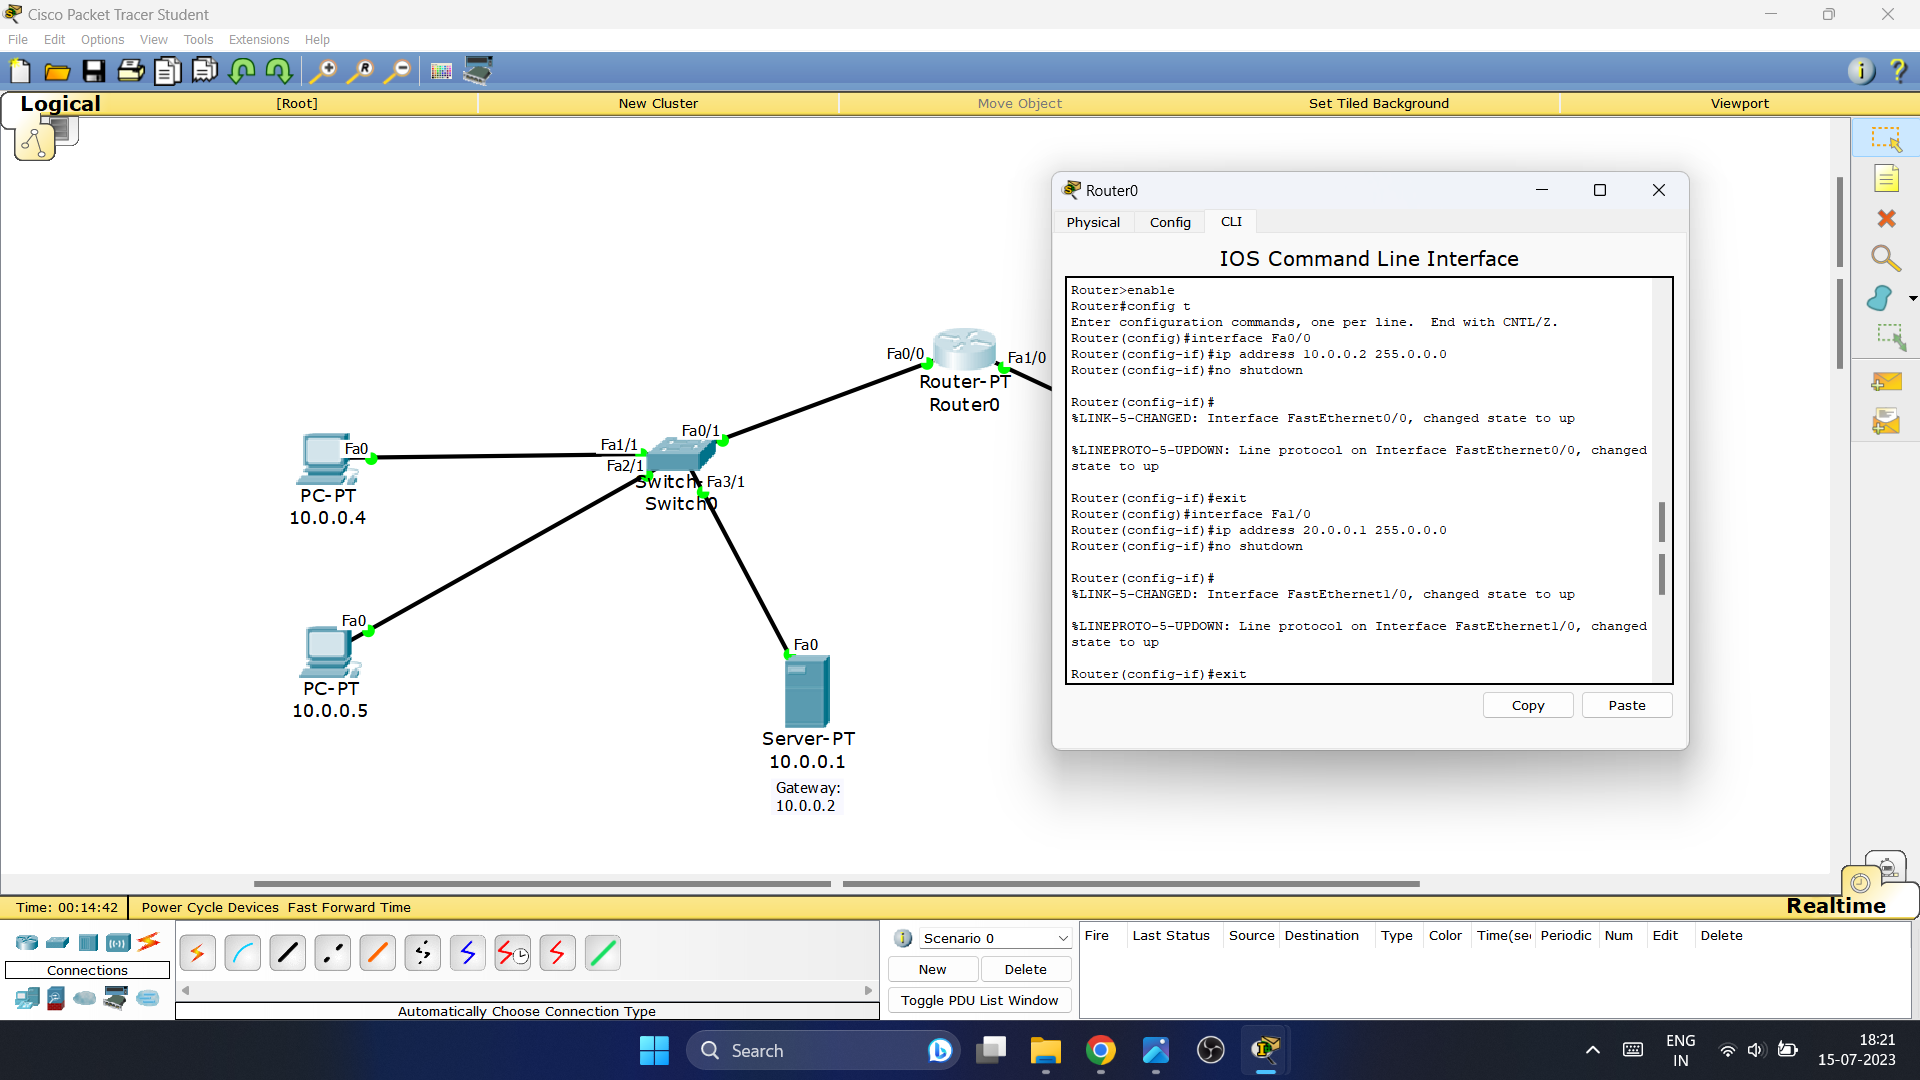 Cisco Packet Tracer Student
File Edit Options View Tools Extensions Help
Logical [Root] New Cluster Move Object Set Tiled Background Viewport
Router0
Physical Config CLI
IOS Command Line Interface
Router>enable
Router#config t
Enter configuration commands, one per line.  End with CNTL/Z.
Router(config)#interface Fa0/0
Router(config-if)#ip address 10.0.0.2 255.0.0.0
Router(config-if)#no shutdown
Router(config-if)#
%LINK-5-CHANGED: Interface FastEthernet0/0, changed state to up
%LINEPROTO-5-UPDOWN: Line protocol on Interface FastEthernet0/0, changed
state to up
Router(config-if)#exit
Router(config)#interface Fa1/0
Router(config-if)#ip address 20.0.0.1 255.0.0.0
Router(config-if)#no shutdown
Router(config-if)#
%LINK-5-CHANGED: Interface FastEthernet1/0, changed state to up
%LINEPROTO-5-UPDOWN: Line protocol on Interface FastEthernet1/0, changed
state to up
Router(config-if)#exit
Copy Paste
Fa0/0
Fa1/0
Router-PT
Router0
Fa0/1
Fa1/1
Fa2/1
Fa3/1
Switch-
Switch0
Fa0
PC-PT
10.0.0.4
Fa0
PC-PT
10.0.0.5
Fa0
Server-PT
10.0.0.1
Gateway:
10.0.0.2
Time: 00:14:42 Power Cycle Devices Fast Forward Time
Realtime
Connections
Automatically Choose Connection Type
Scenario 0
New Delete
Toggle PDU List Window
Fire Last Status Source Destination Type Color Time(sec Periodic Num Edit Delete
Search
ENG
IN
18:21
15-07-2023